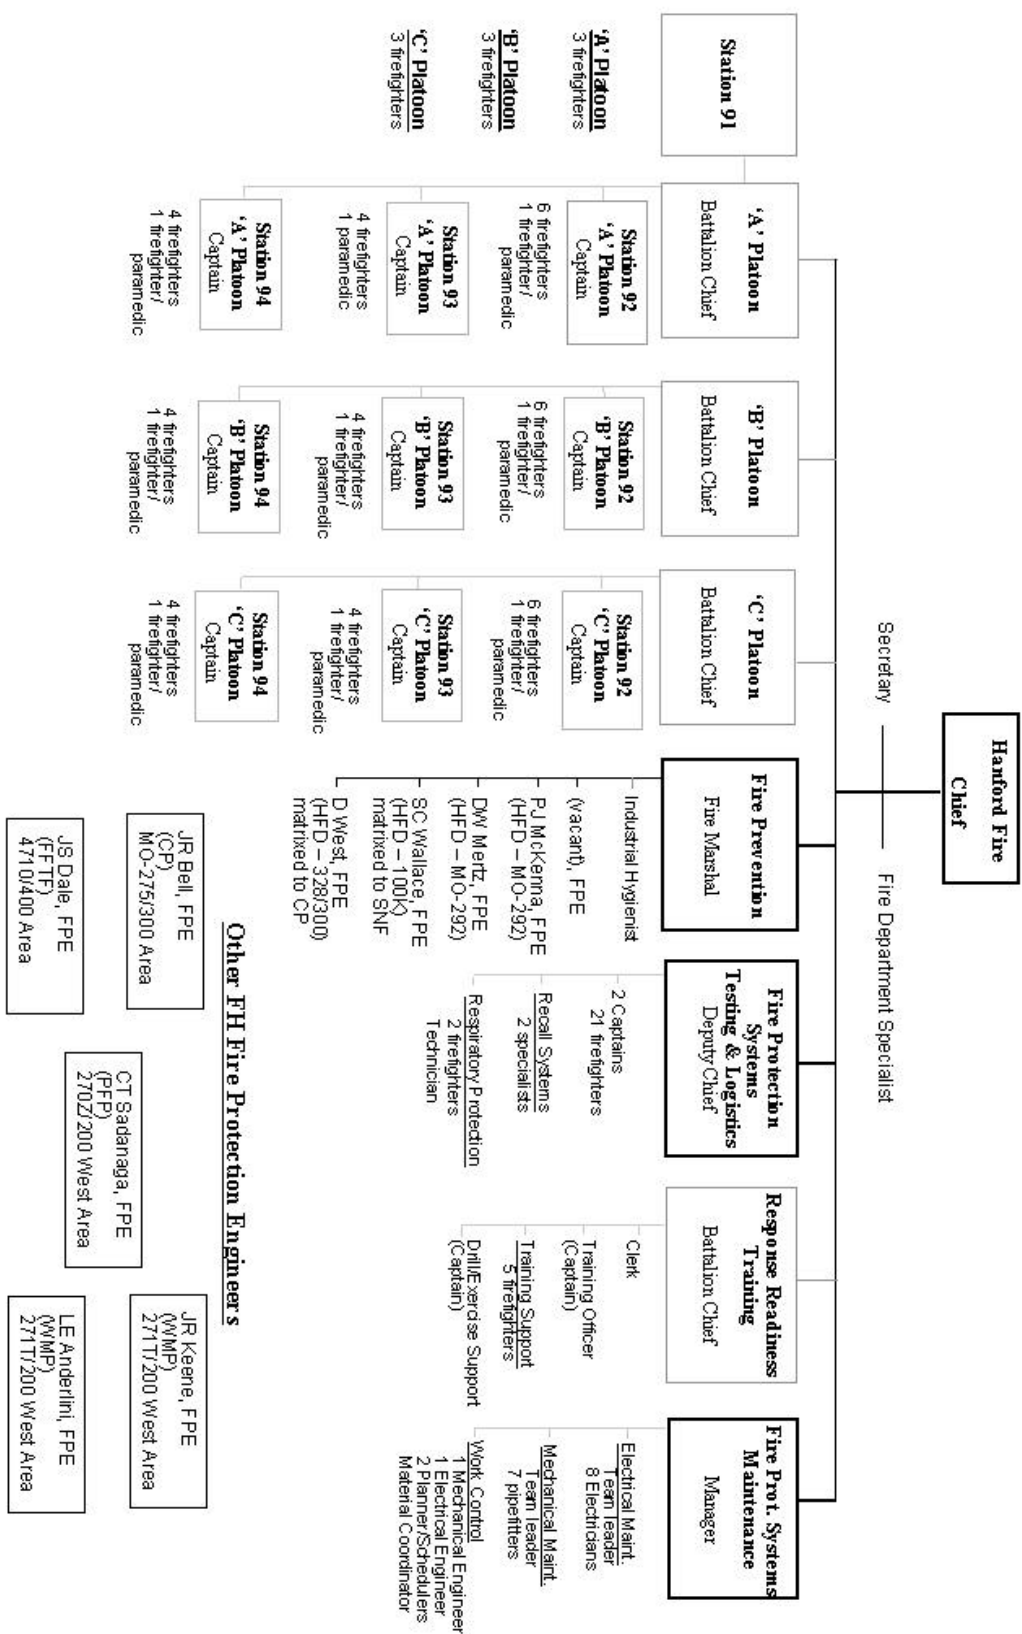 Hanford Fire
Chief
Secretary
Fire Department Specialist
Station 91
'A' Platoon
3 firefighters
'B' Platoon
3 firefighters
'C' Platoon
3 firefighters
'A' Platoon
Battalion Chief
Station 92
'A' Platoon
Captain
6 firefighters
1 firefighter/
paramedic
Station 93
'A' Platoon
Captain
4 firefighters
1 paramedic
Station 94
'A' Platoon
Captain
4 firefighters
1 firefighter/
paramedic
'B' Platoon
Battalion Chief
Station 92
'B' Platoon
Captain
6 firefighters
1 firefighter/
paramedic
Station 93
'B' Platoon
Captain
4 firefighters
1 firefighter/
paramedic
Station 94
'B' Platoon
Captain
4 firefighters
1 firefighter/
paramedic
'C' Platoon
Battalion Chief
Station 92
'C' Platoon
Captain
6 firefighters
1 firefighter/
paramedic
Station 93
'C' Platoon
Captain
4 firefighters
1 firefighter/
paramedic
Station 94
'C' Platoon
Captain
4 firefighters
1 firefighter/
paramedic
Fire Prevention
Fire Marshal
Industrial Hygienist
(vacant), FPE
PJ McKenna, FPE
(HFD – MO-292)
DW Mertz, FPE
(HFD – MO-292)
SC Wallace, FPE
(HFD – 100K)
matrixed to SNF
D West, FPE
(HFD – 328/300)
matrixed to CP
Fire Protection
Systems
Testing & Logistics
Deputy Chief
2 Captains
21 firefighters
Recall Systems
2 specialists
Respiratory Protection
2 firefighters
Technician
Response Readiness
Training
Battalion Chief
Clerk
Training Officer
(Captain)
Training Support
5 firefighters
Drill/Exercise Support
(Captain)
Fire Prot. Systems
Maintenance
Manager
Electrical Maint.
Team leader
8 Electricians
Mechanical Maint.
Team leader
7 pipefitters
Work Control
1 Mechanical Engineer
1 Electrical Engineer
2 Planner/Schedulers
Material Coordinator
Other FH Fire Protection Engineers
JR Bell, FPE
(CP)
MO-275/300 Area
JS Dale, FPE
(FFTF)
4710/400 Area
CT Sadanaga, FPE
(PFP)
270Z/200 West Area
JR Keene, FPE
(WMP)
271T/200 West Area
LE Anderlini, FPE
(WMP)
271T/200 West Area